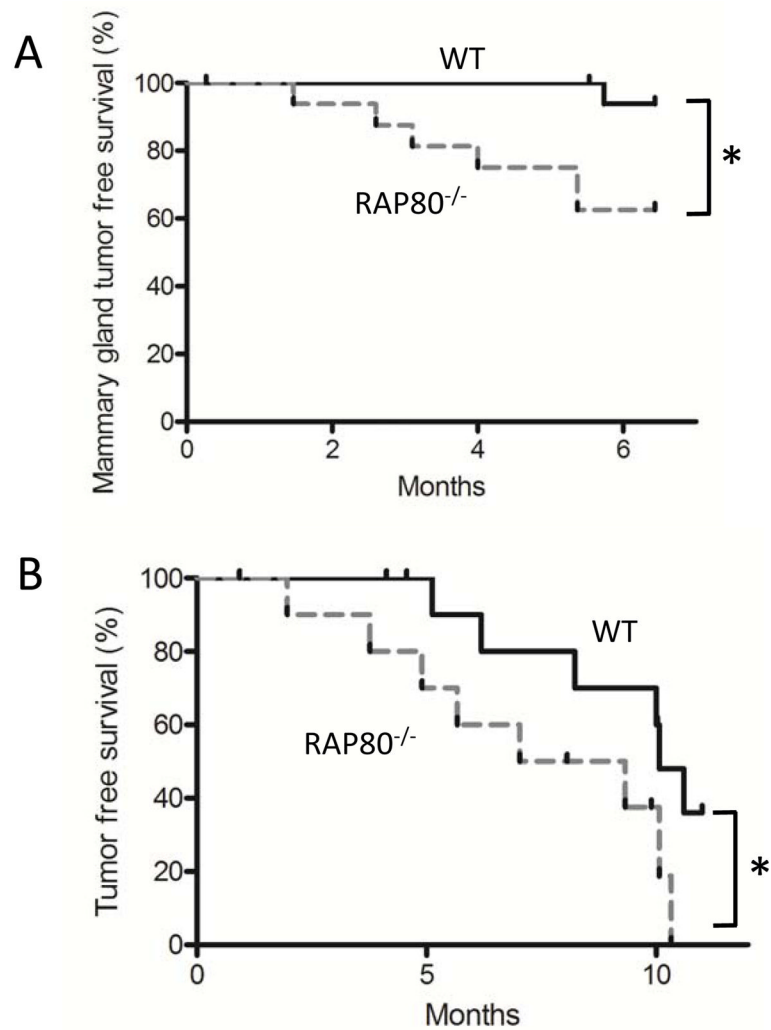 A
Mammary gland tumor free survival (%)
WT
100
80
60
40
20
0
RAP80-/-
*
0 2 4 6
Months
B
Tumor free survival (%)
100
80
60
40
20
0
WT
RAP80-/-
*
0 5 10
Months